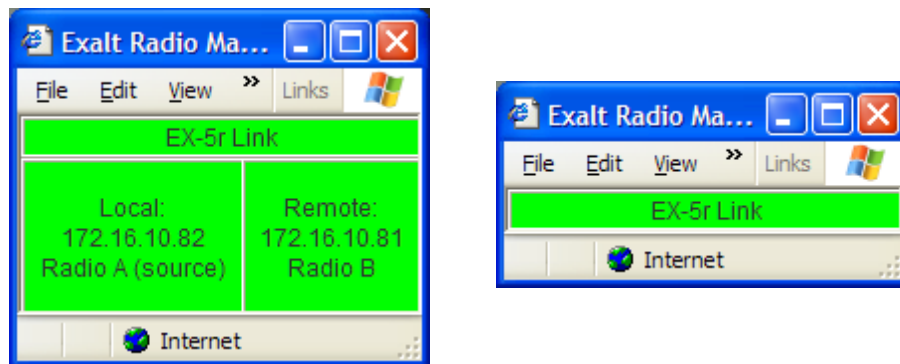 Exalt Radio Ma...
File Edit View » Links
EX-5r Link
Local:
172.16.10.82
Radio A (source)
Remote:
172.16.10.81
Radio B
Internet
Exalt Radio Ma...
File Edit View » Links
EX-5r Link
Internet